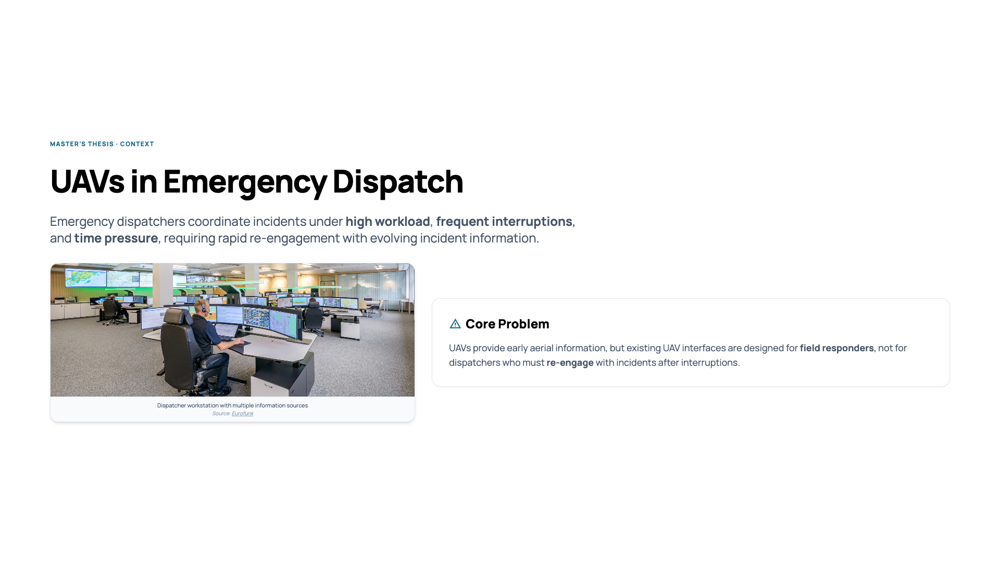 MASTER'S THESIS · CONTEXT
UAVs in Emergency Dispatch
Emergency dispatchers coordinate incidents under high workload, frequent interruptions,
and time pressure, requiring rapid re-engagement with evolving incident information.
Dispatcher workstation with multiple information sources
Source: Eurofunk
Core Problem
UAVs provide early aerial information, but existing UAV interfaces are designed for field responders, not for
dispatchers who must re-engage with incidents after interruptions.